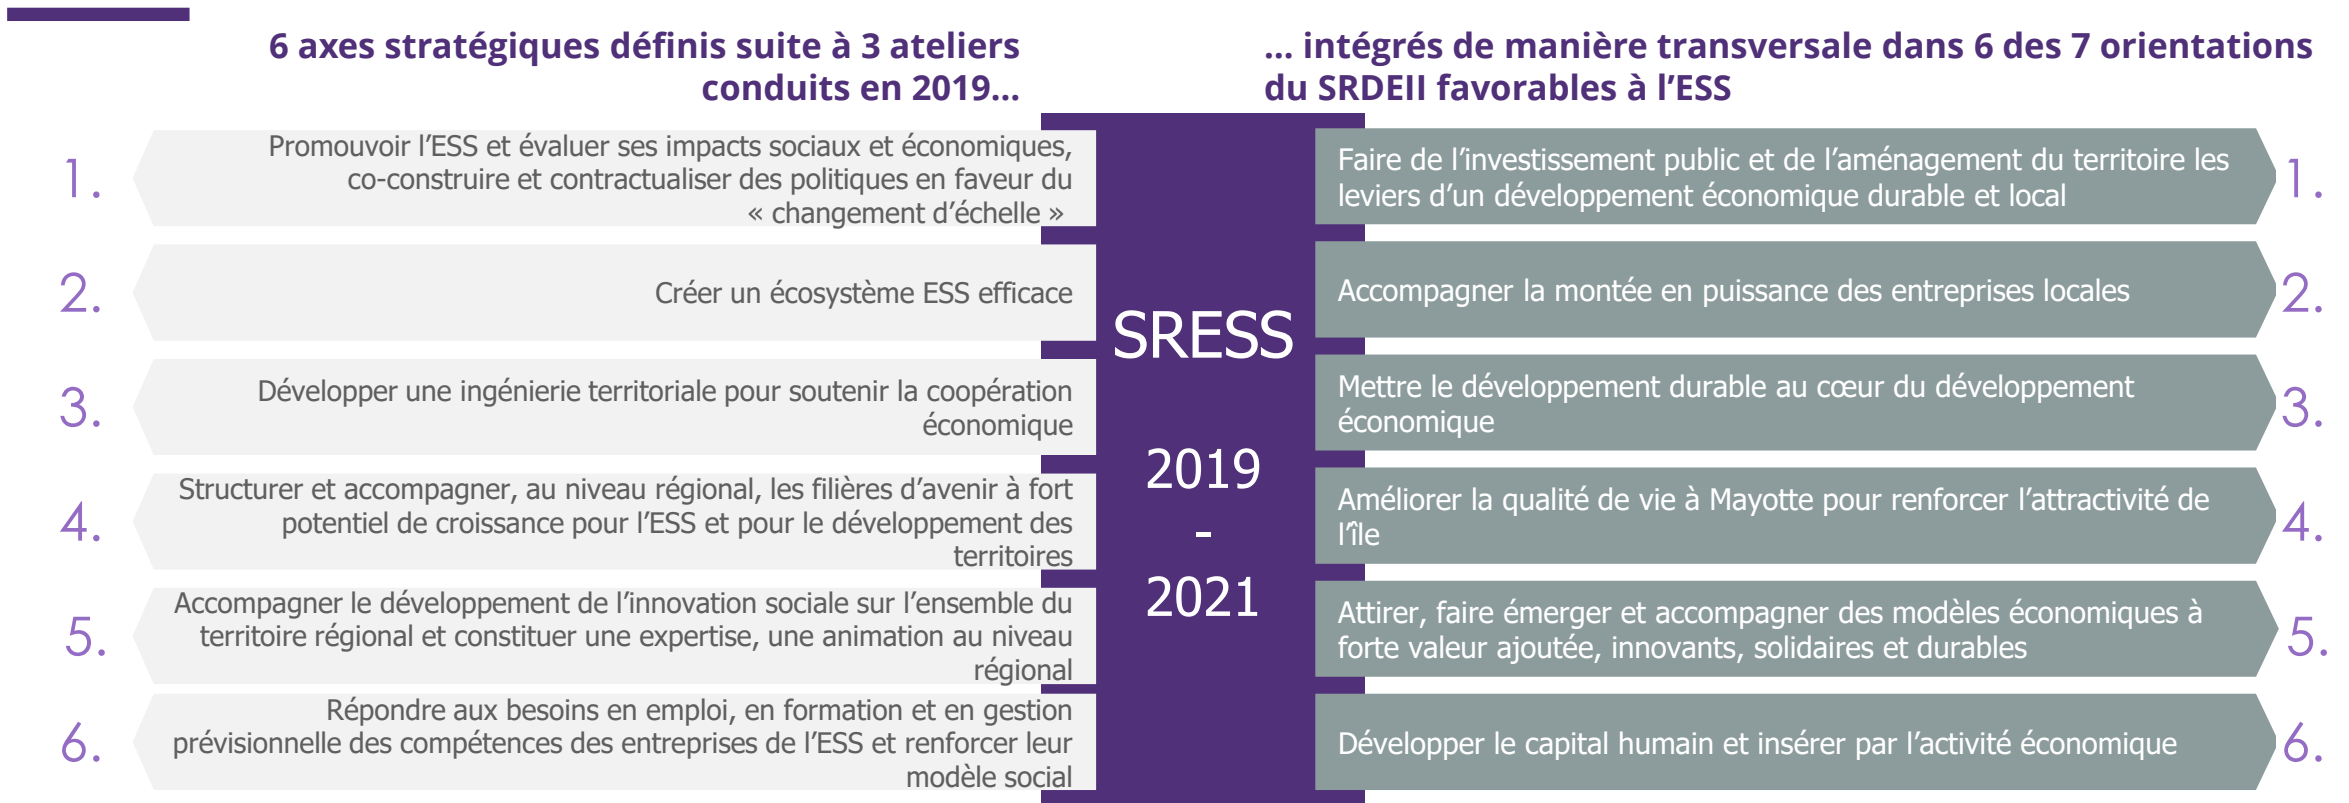 6 axes stratégiques définis suite à 3 ateliers
conduits en 2019...
1.
Promouvoir l'ESS et évaluer ses impacts sociaux et économiques,
co-construire et contractualiser des politiques en faveur du
« changement d'échelle »
2.
Créer un écosystème ESS efficace
3.
Développer une ingénierie territoriale pour soutenir la coopération
économique
4.
Structurer et accompagner, au niveau régional, les filières d'avenir à fort
potentiel de croissance pour l'ESS et pour le développement des
territoires
5.
Accompagner le développement de l'innovation sociale sur l'ensemble du
territoire régional et constituer une expertise, une animation au niveau
régional
6.
Répondre aux besoins en emploi, en formation et en gestion
prévisionnelle des compétences des entreprises de l'ESS et renforcer leur
modèle social
SRESS
2019
-
2021
... intégrés de manière transversale dans 6 des 7 orientations
du SRDEII favorables à l'ESS
Faire de l'investissement public et de l'aménagement du territoire les
leviers d'un développement économique durable et local
1.
Accompagner la montée en puissance des entreprises locales
2.
Mettre le développement durable au cœur du développement
économique
3.
Améliorer la qualité de vie à Mayotte pour renforcer l'attractivité de
l'île
4.
Attirer, faire émerger et accompagner des modèles économiques à
forte valeur ajoutée, innovants, solidaires et durables
5.
Développer le capital humain et insérer par l'activité économique
6.